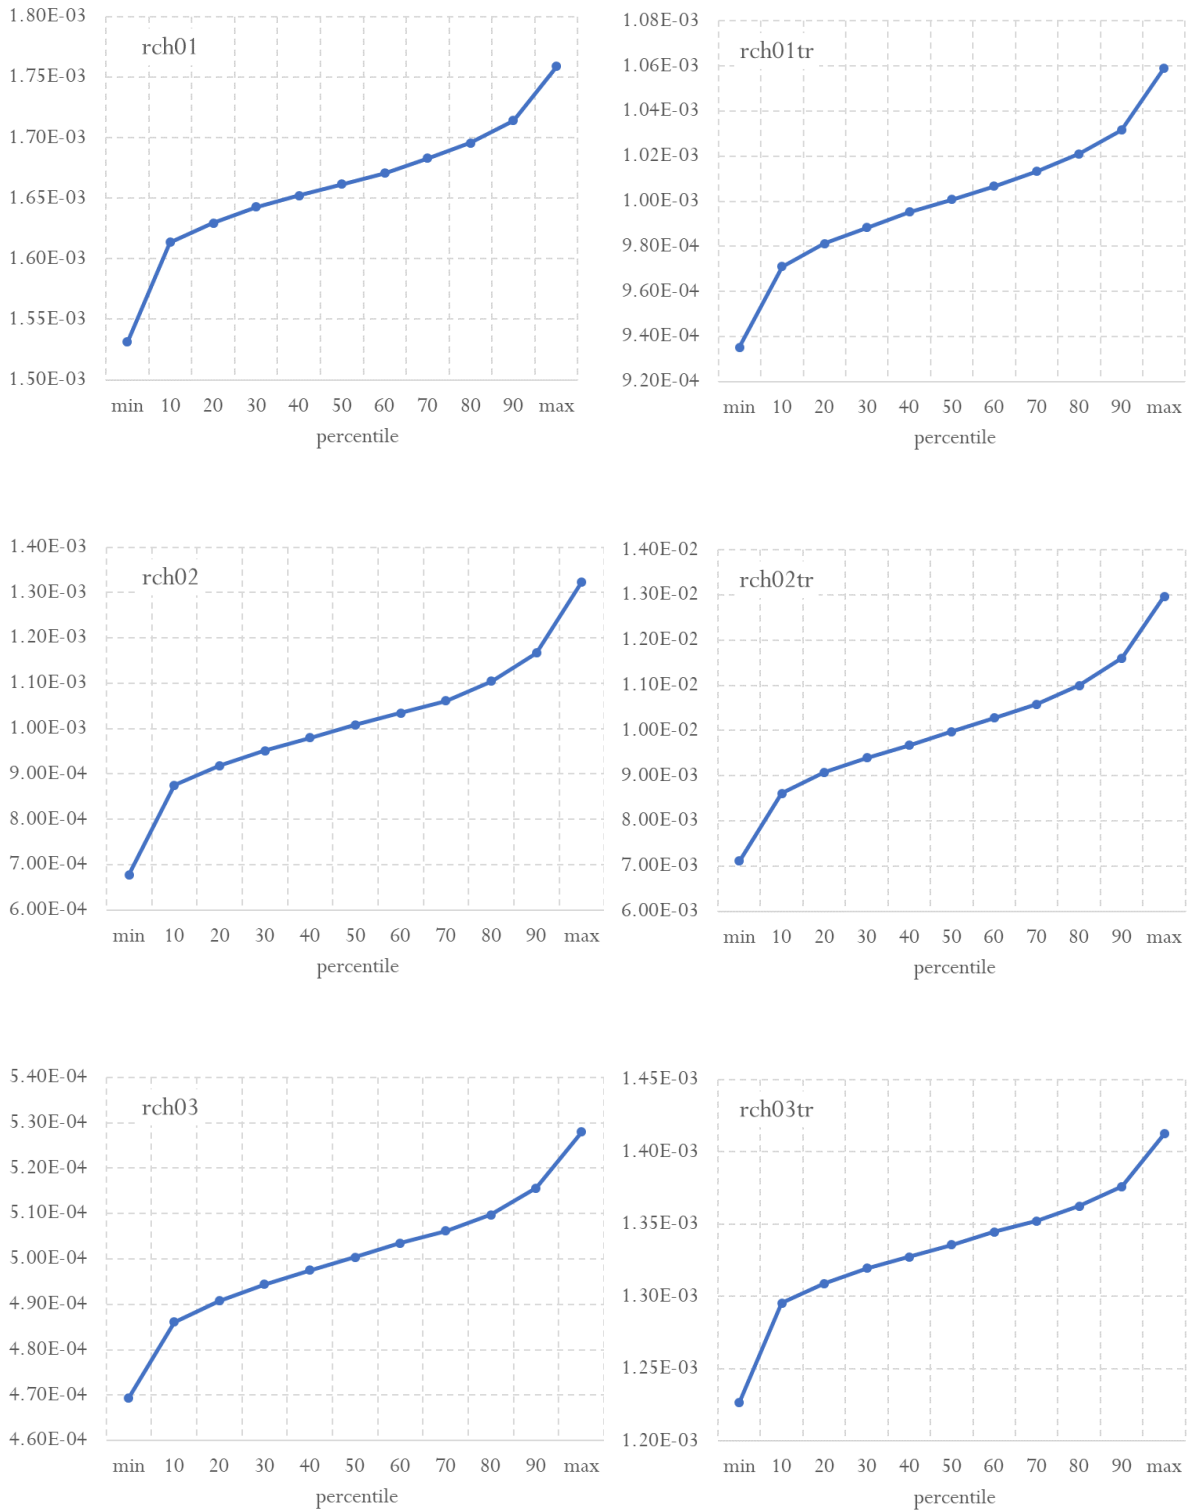 rch01
1.80E-03
1.75E-03
1.70E-03
1.65E-03
1.60E-03
1.55E-03
1.50E-03
min 10 20 30 40 50 60 70 80 90 max
percentile
rch01tr
1.08E-03
1.06E-03
1.04E-03
1.02E-03
1.00E-03
9.80E-04
9.60E-04
9.40E-04
9.20E-04
min 10 20 30 40 50 60 70 80 90 max
percentile
rch02
1.40E-03
1.30E-03
1.20E-03
1.10E-03
1.00E-03
9.00E-04
8.00E-04
7.00E-04
6.00E-04
min 10 20 30 40 50 60 70 80 90 max
percentile
rch02tr
1.40E-02
1.30E-02
1.20E-02
1.10E-02
1.00E-02
9.00E-03
8.00E-03
7.00E-03
6.00E-03
min 10 20 30 40 50 60 70 80 90 max
percentile
rch03
5.40E-04
5.30E-04
5.20E-04
5.10E-04
5.00E-04
4.90E-04
4.80E-04
4.70E-04
4.60E-04
min 10 20 30 40 50 60 70 80 90 max
percentile
rch03tr
1.45E-03
1.40E-03
1.35E-03
1.30E-03
1.25E-03
1.20E-03
min 10 20 30 40 50 60 70 80 90 max
percentile